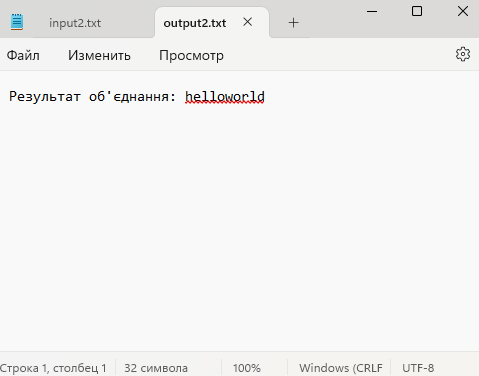 input2.txt output2.txt
Файл Изменить Просмотр
Результат об'єднання: helloworld
Строка 1, столбец 1 32 символа 100% Windows (CRLF UTF-8